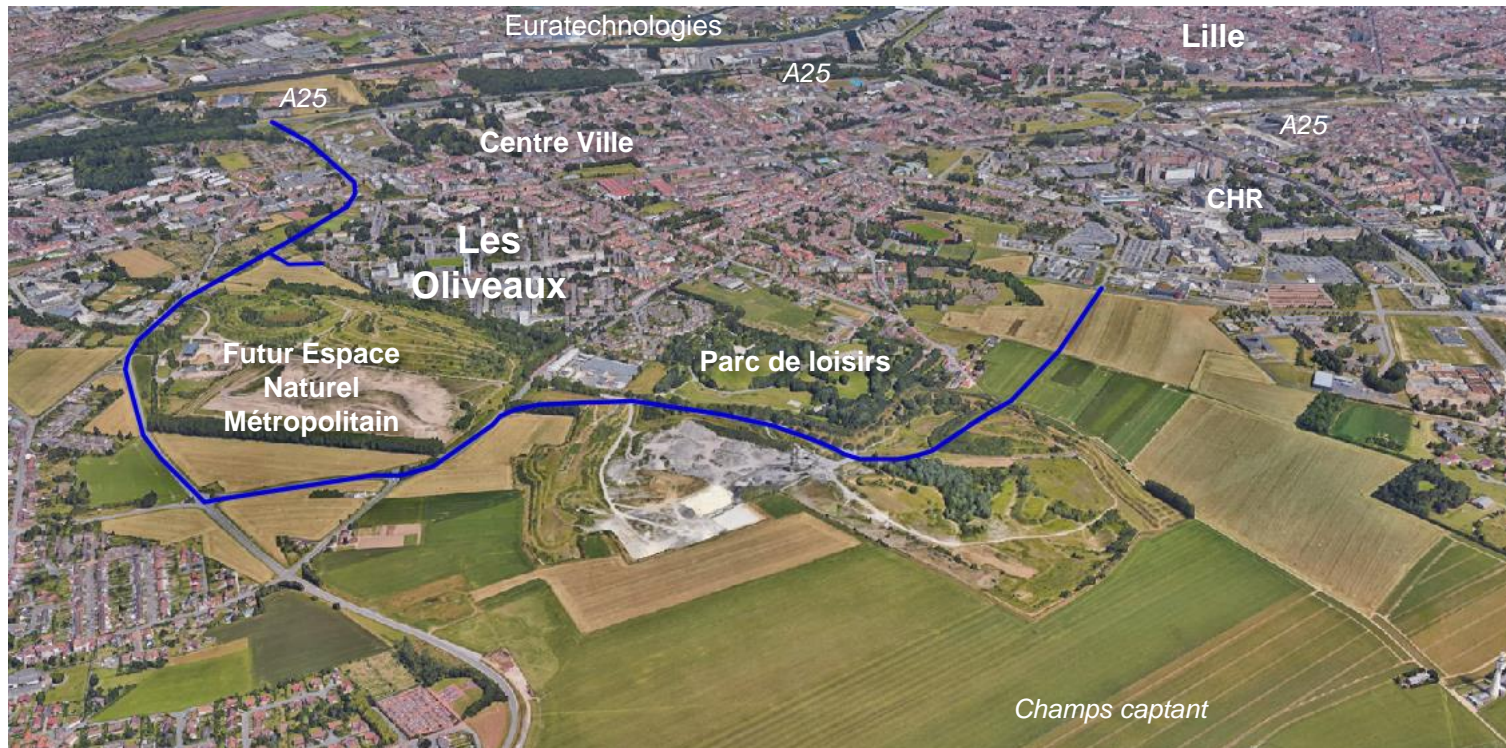 Euratechnologies
Lille
A25
A25
A25
Centre Ville
CHR
Les
Oliveaux
Futur Espace
Naturel
Métropolitain
Parc de loisirs
Champs captant